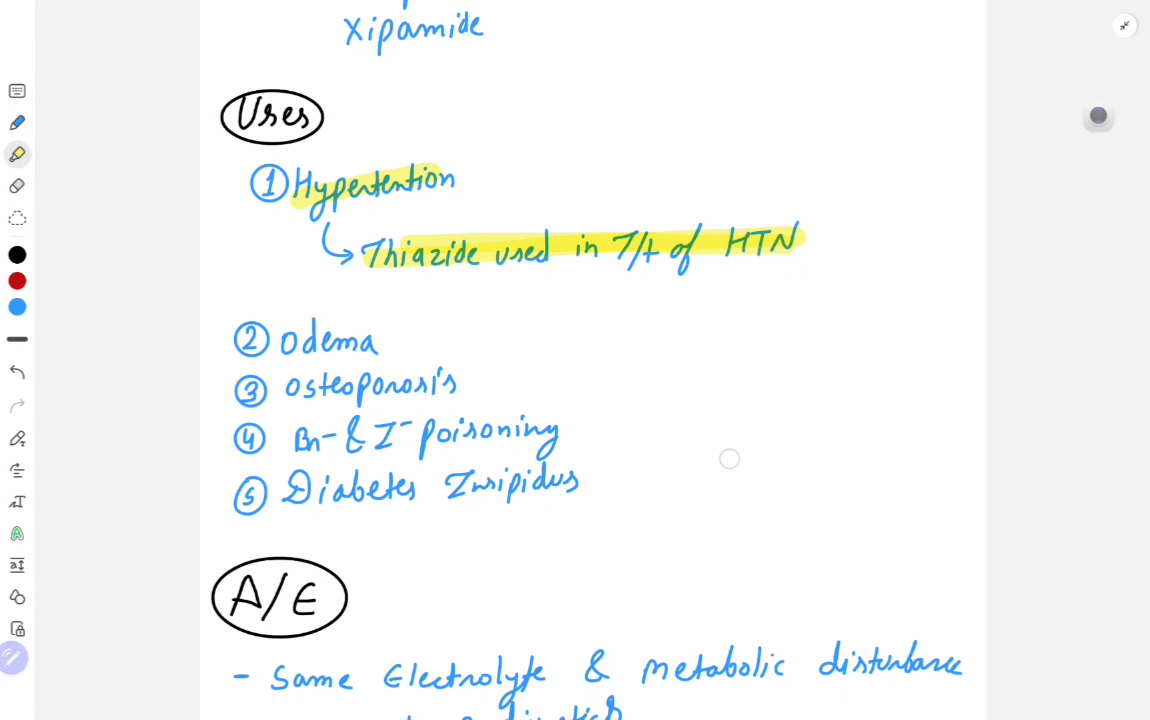 Xipamide
Uses
① Hypertention
Thiazide used in T/t of HTN
② Odema
③ Osteoporosis
④ Br- & I- poisoning
⑤ Diabetes Insipidus
A/E
- Same Electrolyte & Metabolic disturbance